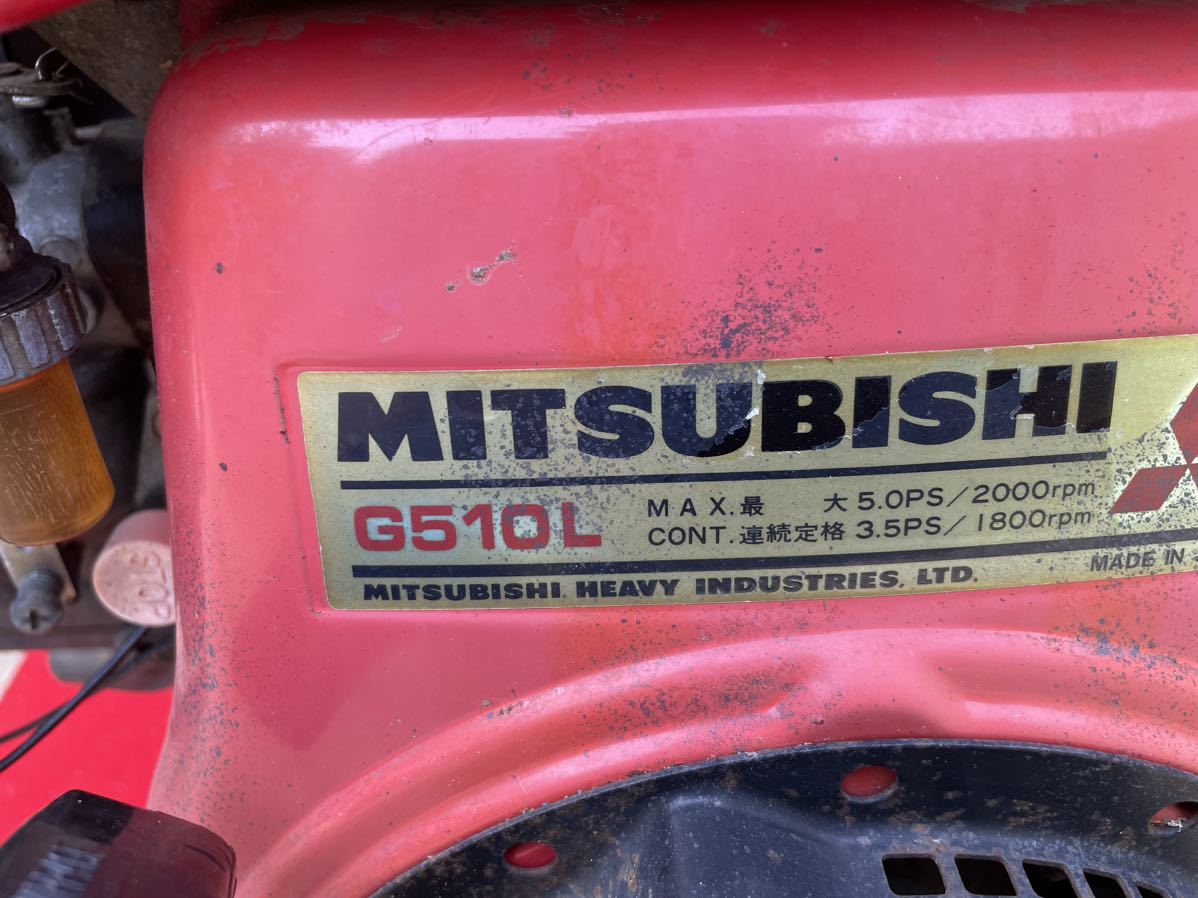 MITSUBISHI
G510L
MAX.最 大 5.0PS/2000rpm
CONT.連続定格 3.5PS/1800rpm
MITSUBISHI HEAVY INDUSTRIES, LTD.
MADE IN
STOP